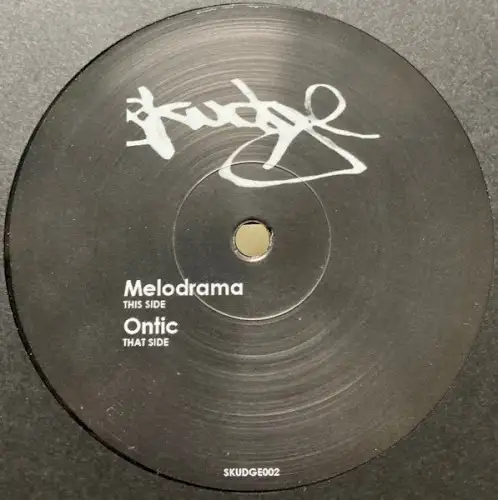 Skudge
Melodrama
THIS SIDE
Ontic
THAT SIDE
SKUDGE002